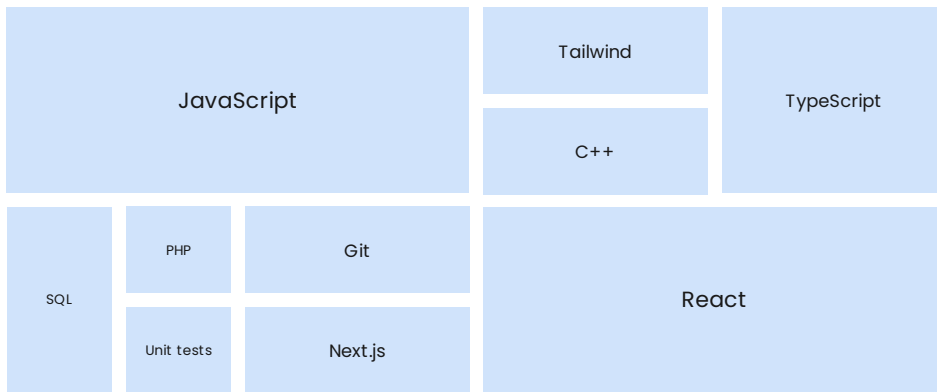 JavaScript
Tailwind
C++
TypeScript
SQL
PHP
Unit tests
Git
Next.js
React